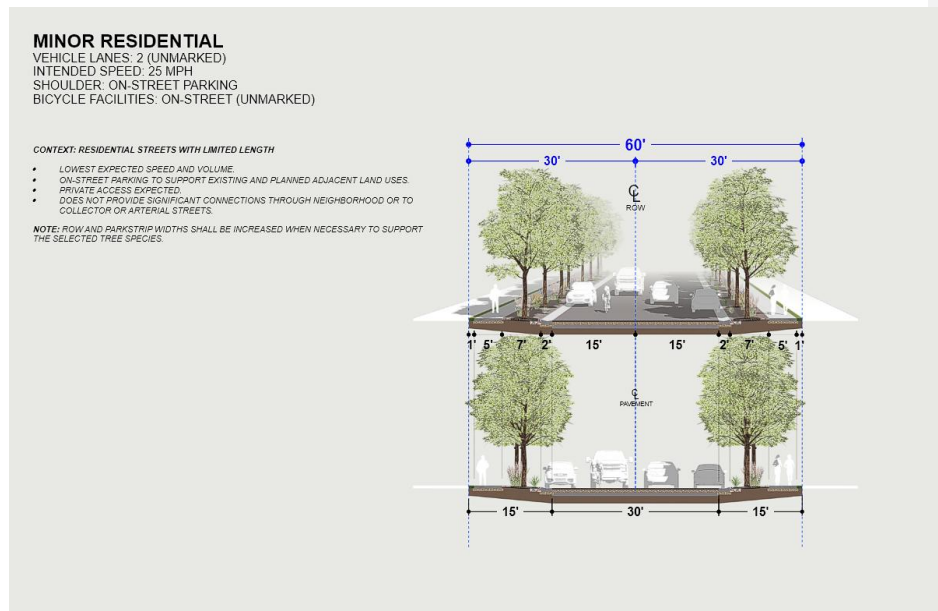 MINOR RESIDENTIAL
VEHICLE LANES: 2 (UNMARKED)
INTENDED SPEED: 25 MPH
SHOULDER: ON-STREET PARKING
BICYCLE FACILITIES: ON-STREET (UNMARKED)
CONTEXT: RESIDENTIAL STREETS WITH LIMITED LENGTH
• LOWEST EXPECTED SPEED AND VOLUME.
• ON-STREET PARKING TO SUPPORT EXISTING AND PLANNED ADJACENT LAND USES.
• PRIVATE ACCESS EXPECTED.
• DOES NOT PROVIDE SIGNIFICANT CONNECTIONS THROUGH NEIGHBORHOOD OR TO
COLLECTOR OR ARTERIAL STREETS.
NOTE: ROW AND PARKSTRIP WIDTHS SHALL BE INCREASED WHEN NECESSARY TO SUPPORT
THE SELECTED TREE SPECIES.
60'
30' 30'
℄
ROW
1' 5' 7' 2' 15' 15' 2' 7' 5' 1'
℄
PAVEMENT
15' 30' 15'